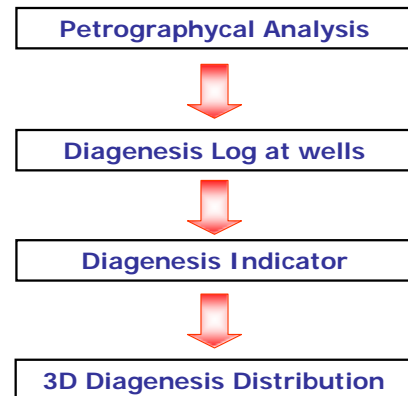 Petrographycal Analysis
Diagenesis Log at wells
Diagenesis Indicator
3D Diagenesis Distribution